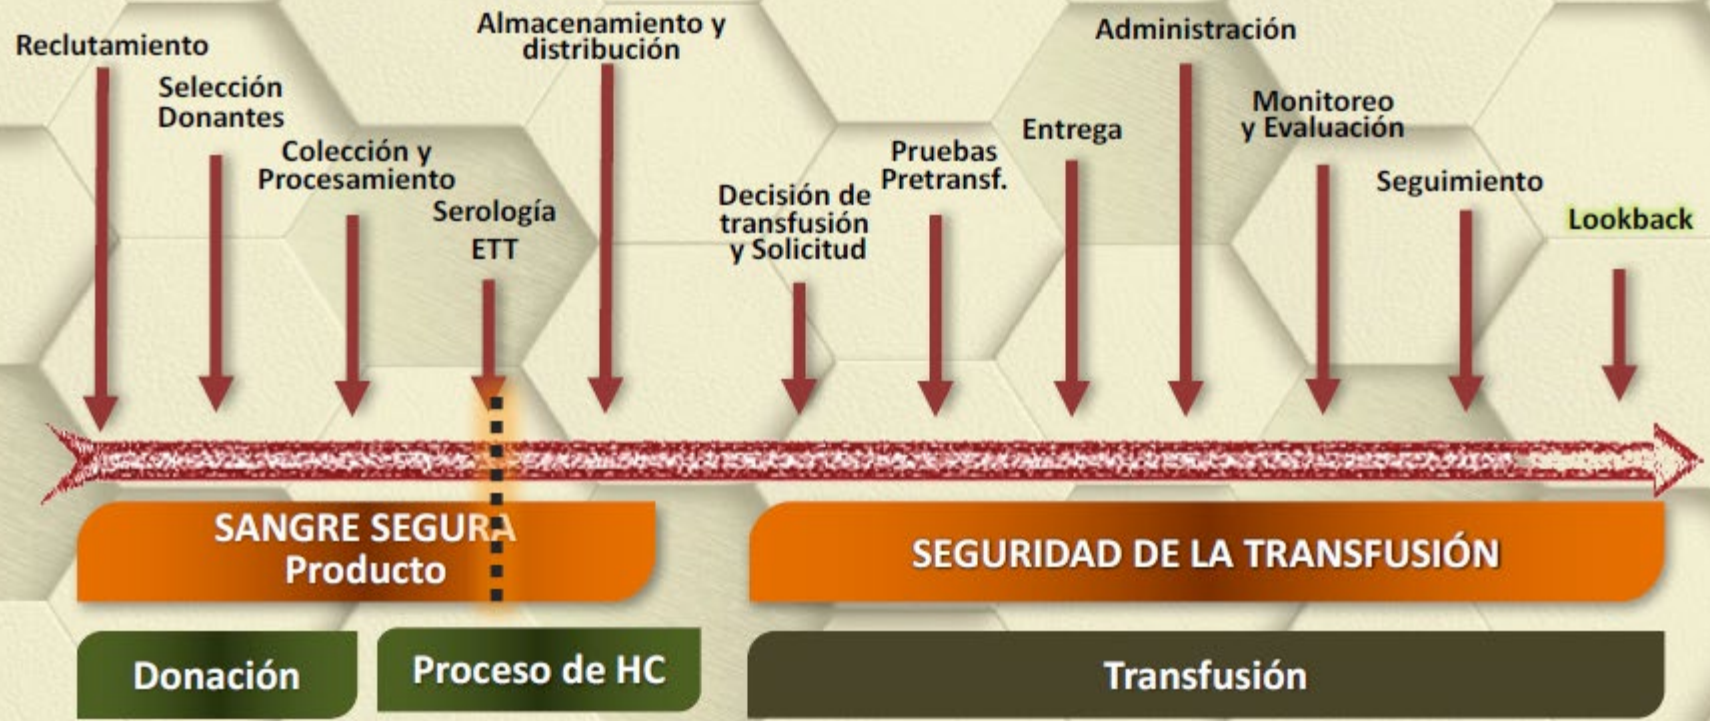 Reclutamiento
Selección
Donantes
Colección y
Procesamiento
Serología
ETT
Almacenamiento y
distribución
Decisión de
transfusión
y Solicitud
Pruebas
Pretransf.
Entrega
Administración
Monitoreo
y Evaluación
Seguimiento
Lookback
SANGRE SEGURA
Producto
SEGURIDAD DE LA TRANSFUSIÓN
Donación
Proceso de HC
Transfusión